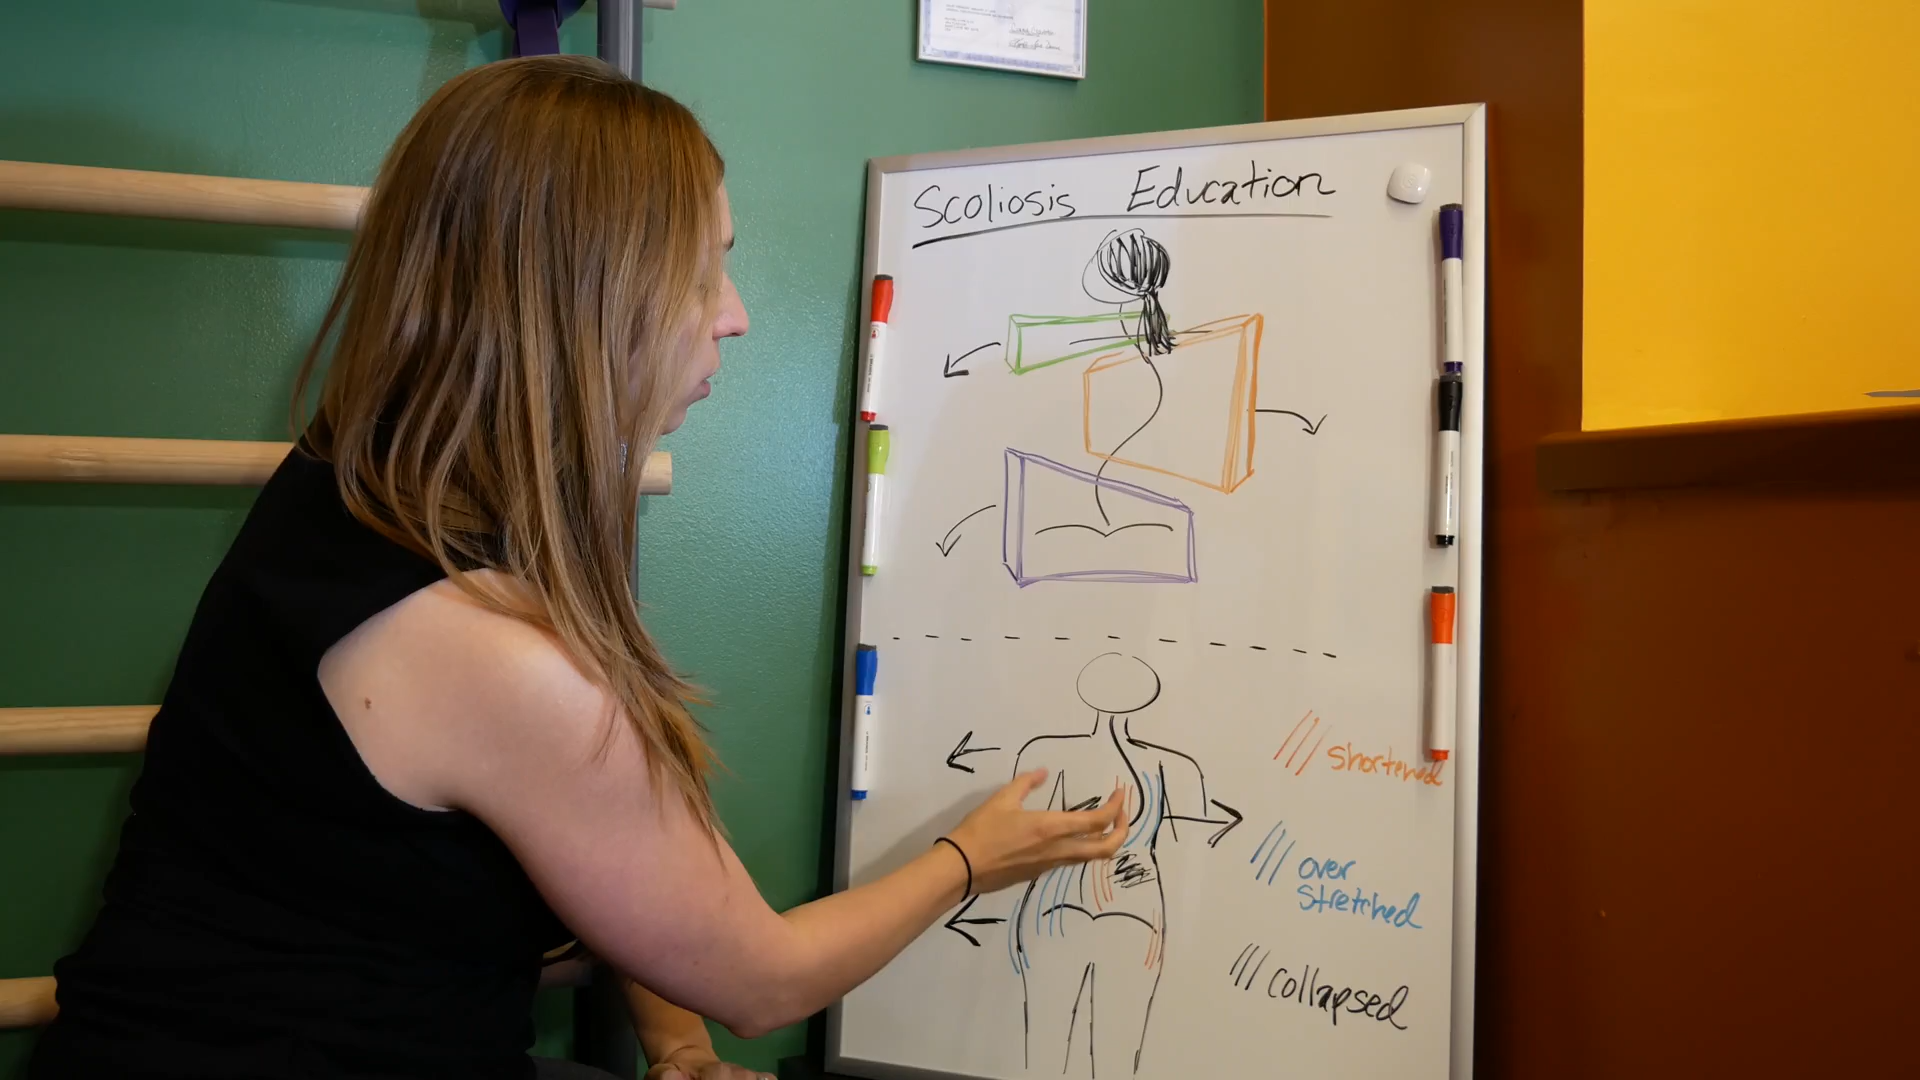 Scoliosis Education
shortened
over
stretched
collapsed